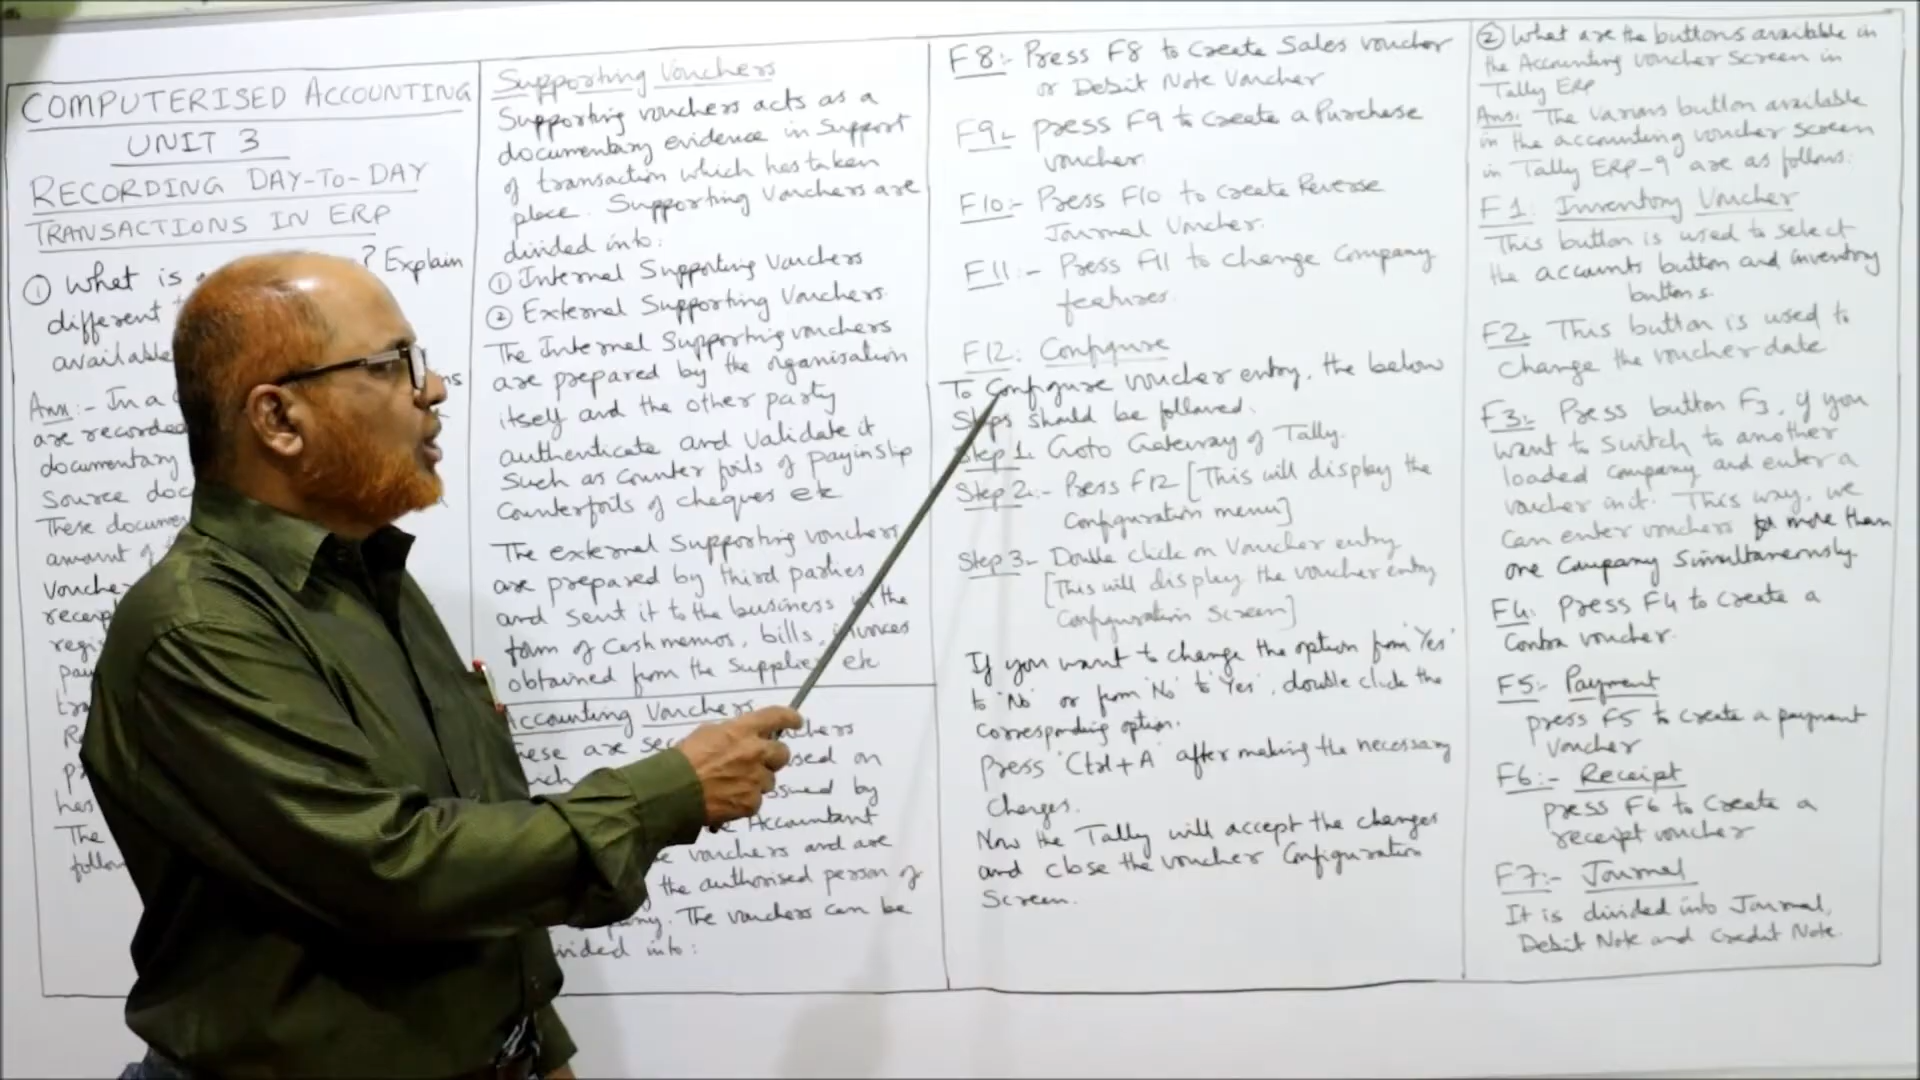 COMPUTERISED ACCOUNTING
UNIT 3
RECORDING DAY-TO-DAY
TRANSACTIONS IN ERP
① What is a ? Explain
different
available
Ans:- In a
are recorded
documentary
Source doc
These docume
amount of
Voucher
receip
regi
pay
tra
R
p
has
The
follow
Supporting Vouchers
Supporting vouchers acts as a
documentary evidence in support
of transaction which has taken
place. Supporting Vouchers are
divided into:
① Internal Supporting Vouchers
② External Supporting Vouchers.
The Internal Supporting vouchers
are prepared by the organisation
itself and the other party
authenticate and validate it
Such as counter foils of payinslip
Counterfoils of cheques etc
The external supporting vouchers
are prepared by third parties
and sent it to the business the
form of Cash memos, bills,
obtained from the Supplier etc
Accounting Vouchers
ese are sec
sed on
ssued by
Accountant
vouchers and are
the authorised person of
The vouchers can be
ivided into:
F8:- Press F8 to create Sales voucher
or Debit Note Voucher
F9- press F9 to create a Purchase
voucher
F10:- Press F10 to create Reverse
Journal Voucher.
F11:- Press F11 to change Company
features
F12: Configure
To Configure voucher entry, the below
Steps should be followed.
Step 1. Goto Gateway of Tally.
Step 2:- Press F12 [This will display the
Configuration menu]
Step 3- Double click on Voucher entry
[This will display the voucher entry
Configuration Screen]
If you want to change the option from 'Yes'
to 'No' or from 'No' to 'Yes', double click the
corresponding option.
Press 'Ctrl+A' after making the necessary
Changes.
Now the Tally will accept the changes
and close the voucher Configuration
Screen.
② What are the buttons available in
the Accounting voucher screen in
Tally ERP
Ans: The various button available
in the accounting voucher screen
in Tally ERP-9 are as follows:
F1: Inventory Voucher
This button is used to select
the accounts button and inventory
buttons.
F2: This button is used to
change the voucher date
F3:- Press button F3, if you
want to switch to another
loaded company and enter a
voucher in it. This way, we
can enter vouchers more than
one Company Simultaneously.
F4: Press F4 to create a
Contra voucher.
F5:- Payment
press F5 to create a payment
voucher
F6:- Receipt
press F6 to create a
receipt voucher
F7:- Journal
It is divided into Journal,
Debit Note and Credit Note.